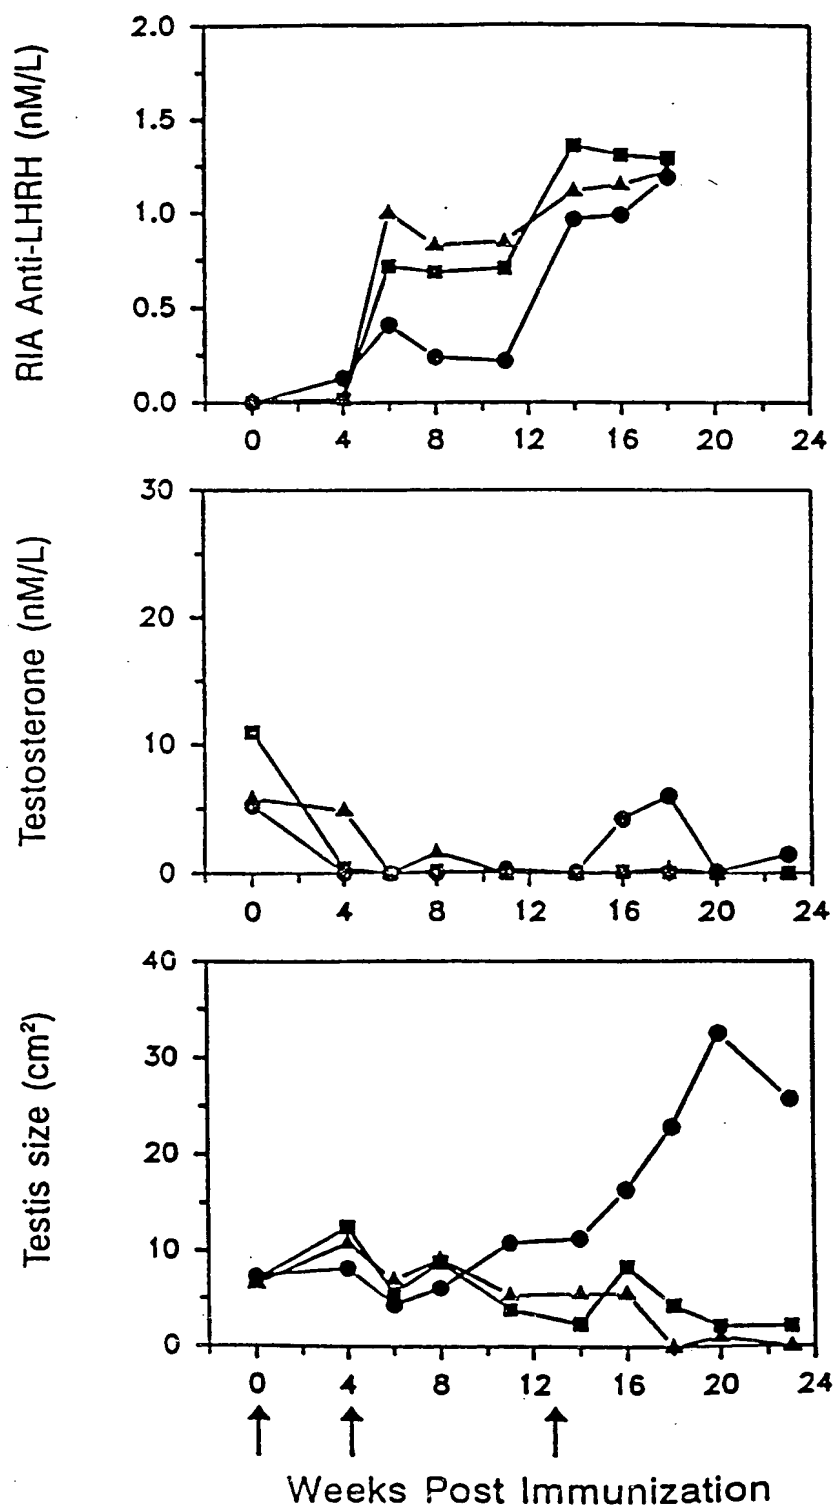 RIA Anti-LHRH (nM/L)
2.0
1.5
1.0
0.5
0.0
0 4 8 12 16 20 24
Testosterone (nM/L)
30
20
10
0
0 4 8 12 16 20 24
Testis size (cm²)
40
30
20
10
0
0 4 8 12 16 20 24
Weeks Post Immunization